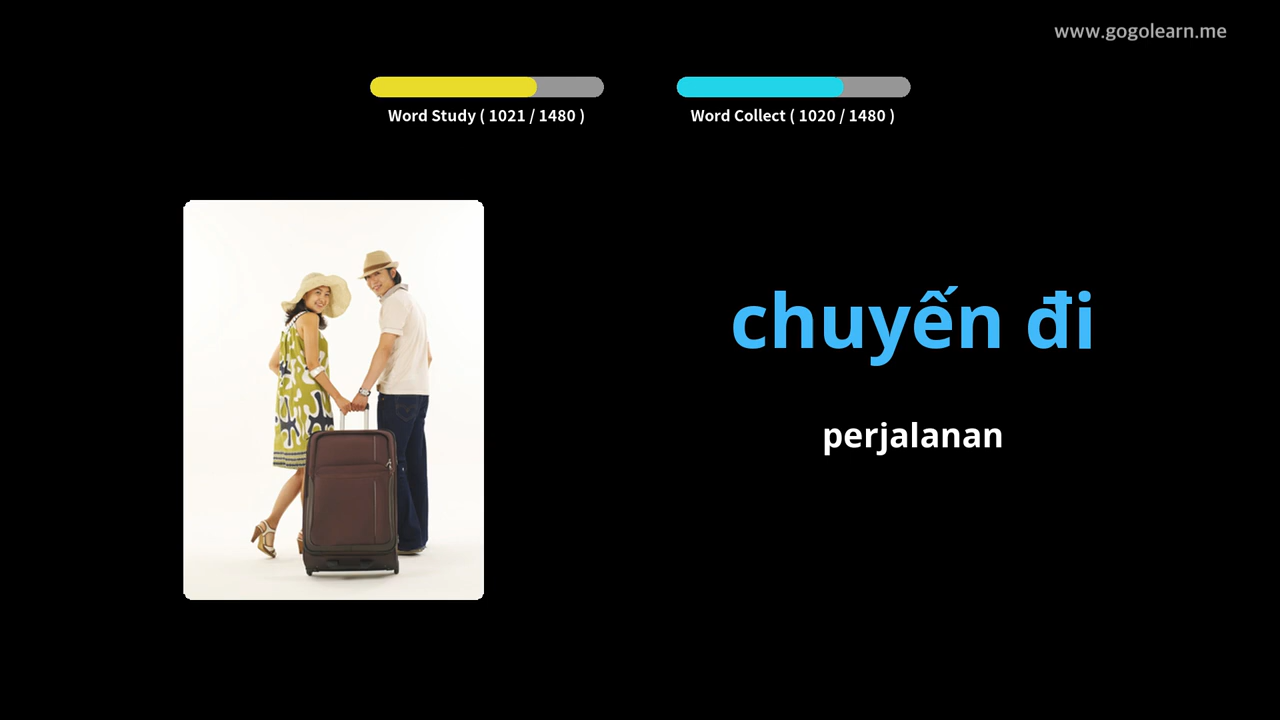 www.gogolearn.me
Word Study ( 1021 / 1480 )
Word Collect ( 1020 / 1480 )
chuyến đi
perjalanan